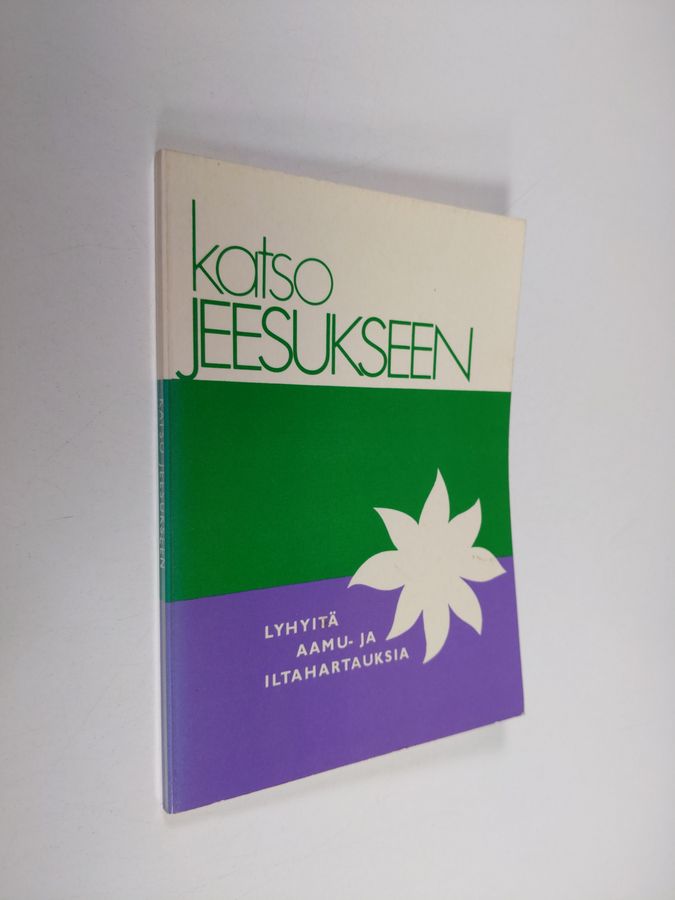 katso
JEESUKSEEN
LYHYITÄ
AAMU- JA
ILTAHARTAUKSIA
KATSO JEESUKSEEN